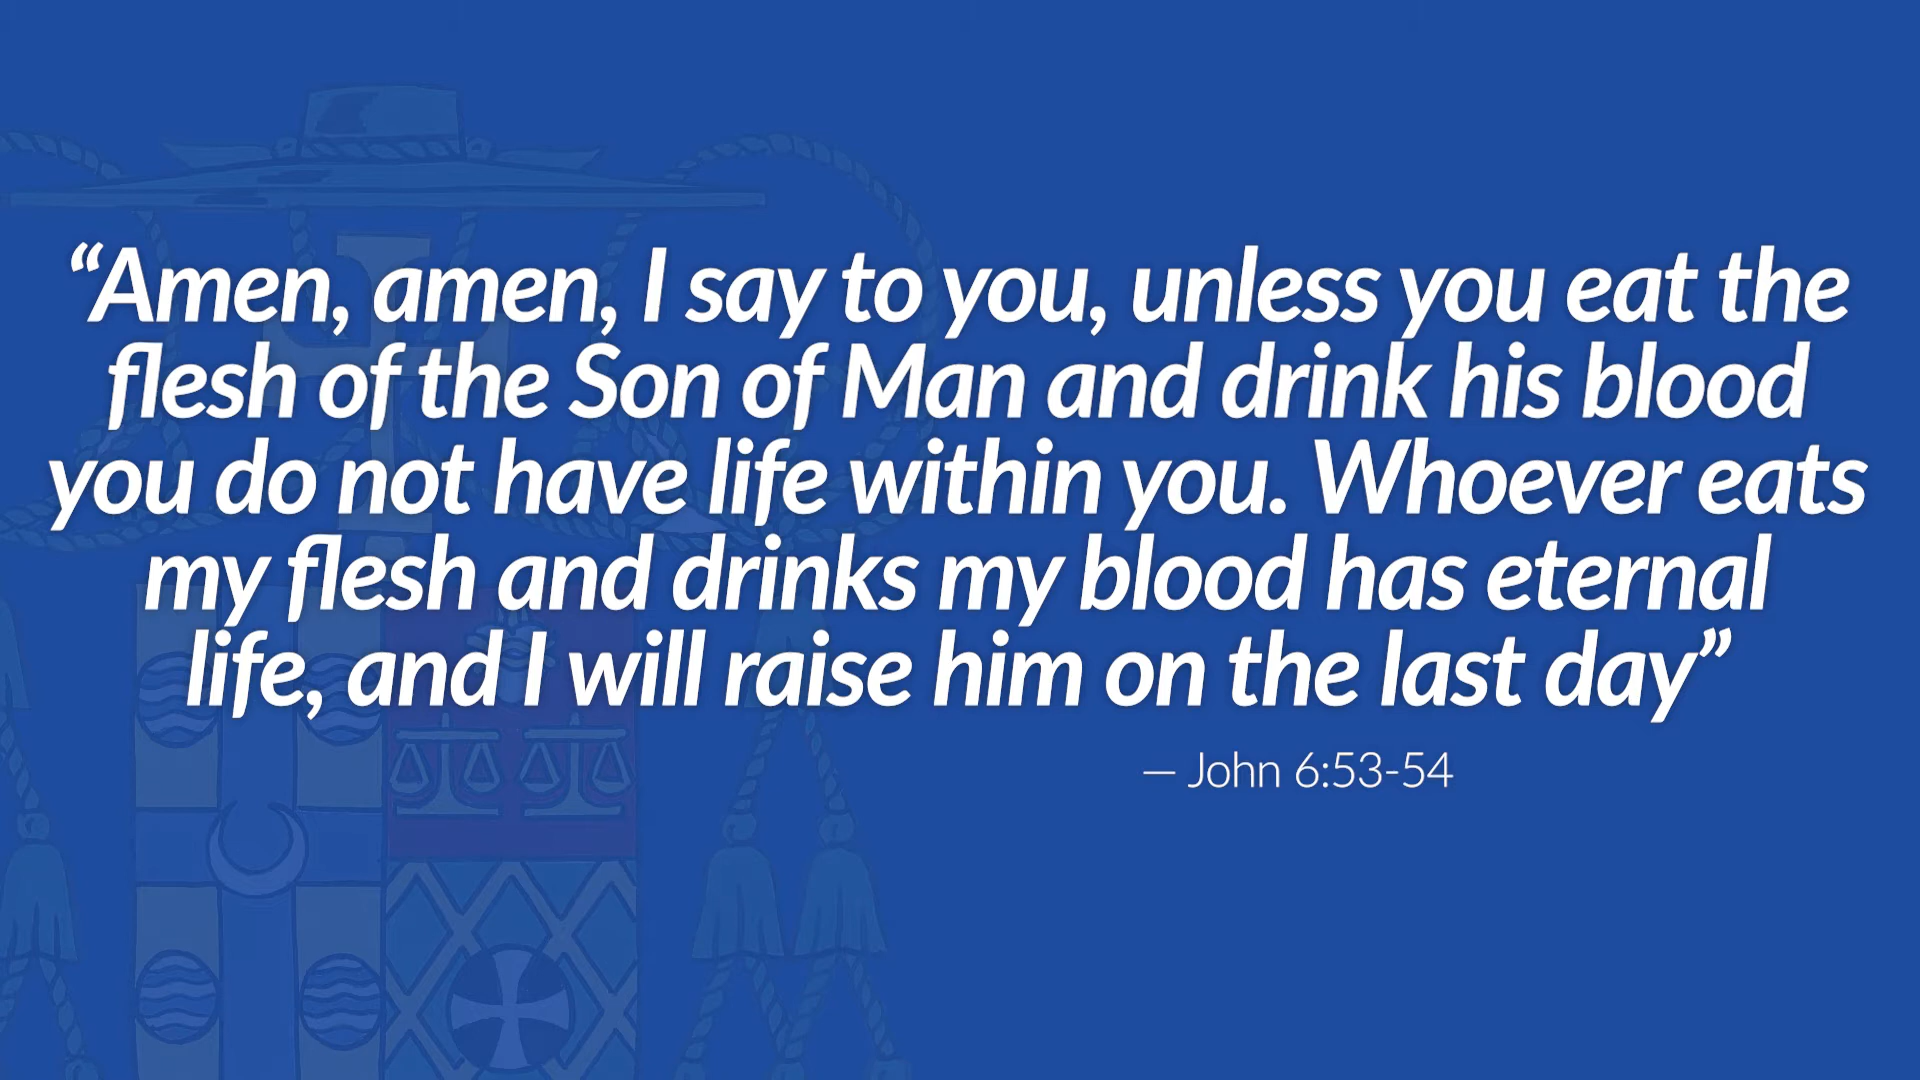 “Amen, amen, I say to you, unless you eat the
flesh of the Son of Man and drink his blood
you do not have life within you. Whoever eats
my flesh and drinks my blood has eternal
life, and I will raise him on the last day”
— John 6:53-54